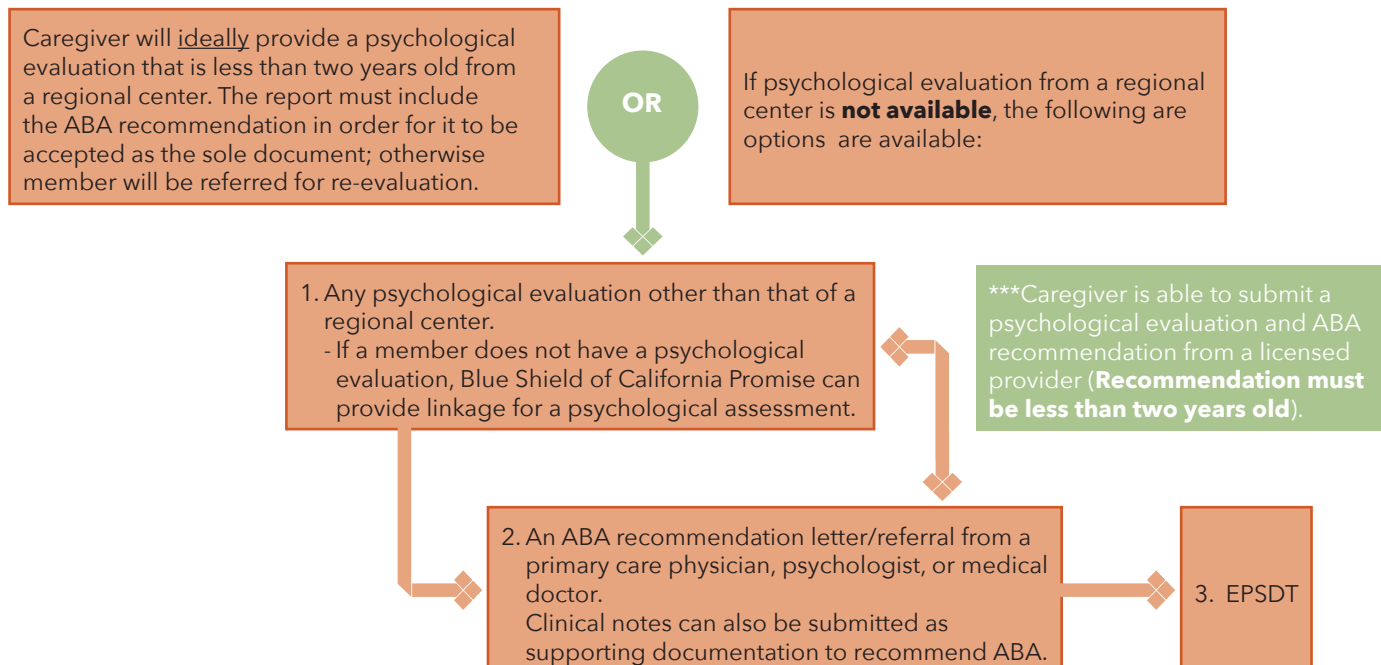 Caregiver will ideally provide a psychological
evaluation that is less than two years old from
a regional center. The report must include
the ABA recommendation in order for it to be
accepted as the sole document; otherwise
member will be referred for re-evaluation.
OR
If psychological evaluation from a regional
center is not available, the following are
options are available:
1. Any psychological evaluation other than that of a
regional center.
- If a member does not have a psychological
evaluation, Blue Shield of California Promise can
provide linkage for a psychological assessment.
***Caregiver is able to submit a
psychological evaluation and ABA
recommendation from a licensed
provider (Recommendation must
be less than two years old).
2. An ABA recommendation letter/referral from a
primary care physician, psychologist, or medical
doctor.
Clinical notes can also be submitted as
supporting documentation to recommend ABA.
3. EPSDT